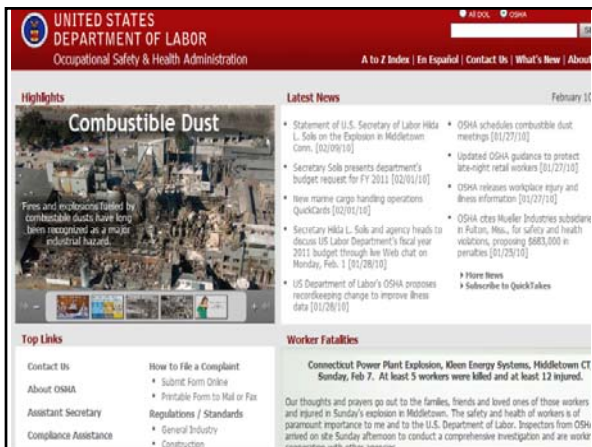 UNITED STATES
DEPARTMENT OF LABOR
Occupational Safety & Health Administration
All DOL OSHA
A to Z Index | En Español | Contact Us | What's New | About
Highlights
Combustible Dust
Fires and explosions fueled by
combustible dusts have long
been recognized as a major
industrial hazard.
Latest News
February 10
Statement of U.S. Secretary of Labor Hilda
L. Solis on the Explosion in Middletown
Conn. [02/09/10]
Secretary Solis presents department's
budget request for FY 2011 [02/01/10]
New marine cargo handling operations
QuickCards [02/01/10]
Secretary Hilda L. Solis and agency heads to
discuss US Labor Department's fiscal year
2011 budget through live Web chat on
Monday, Feb. 1 [01/28/10]
US Department of Labor's OSHA proposes
recordkeeping change to improve illness
data [01/28/10]
OSHA schedules combustible dust
meetings [01/27/10]
Updated OSHA guidance to protect
late-night retail workers [01/27/10]
OSHA releases workplace injury and
illness information [01/27/10]
OSHA cites Mueller Industries subsidiary
in Fulton, Miss., for safety and health
violations, proposing $683,000 in
penalties [01/25/10]
More News
Subscribe to QuickTakes
Top Links
Contact Us
About OSHA
Assistant Secretary
Compliance Assistance
How to File a Complaint
Submit Form Online
Printable Form to Mail or Fax
Regulations / Standards
General Industry
Construction
Worker Fatalities
Connecticut Power Plant Explosion, Kleen Energy Systems, Middletown CT
Sunday, Feb 7. At least 5 workers were killed and at least 12 injured.
Our thoughts and prayers go out to the families, friends and loved ones of those workers
and injured in Sunday's explosion in Middletown. The safety and health of workers is of
paramount importance to me and to the U.S. Department of Labor. Inspectors from OSHA
arrived on site Sunday afternoon to conduct a comprehensive investigation and are